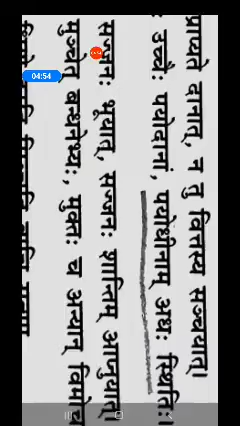 प्राप्यते दानात्, न तु वित्तस्य सञ्चयात्।
: उच्चैः पयोदानां, पयोधीनाम् अधः स्थितिः।
सज्जनः भूयात्, सज्जनः शान्तिम् आप्नुयात्।
मुच्येत बन्धनेभ्यः, मुक्तः च अन्यान् विमोच
04:54